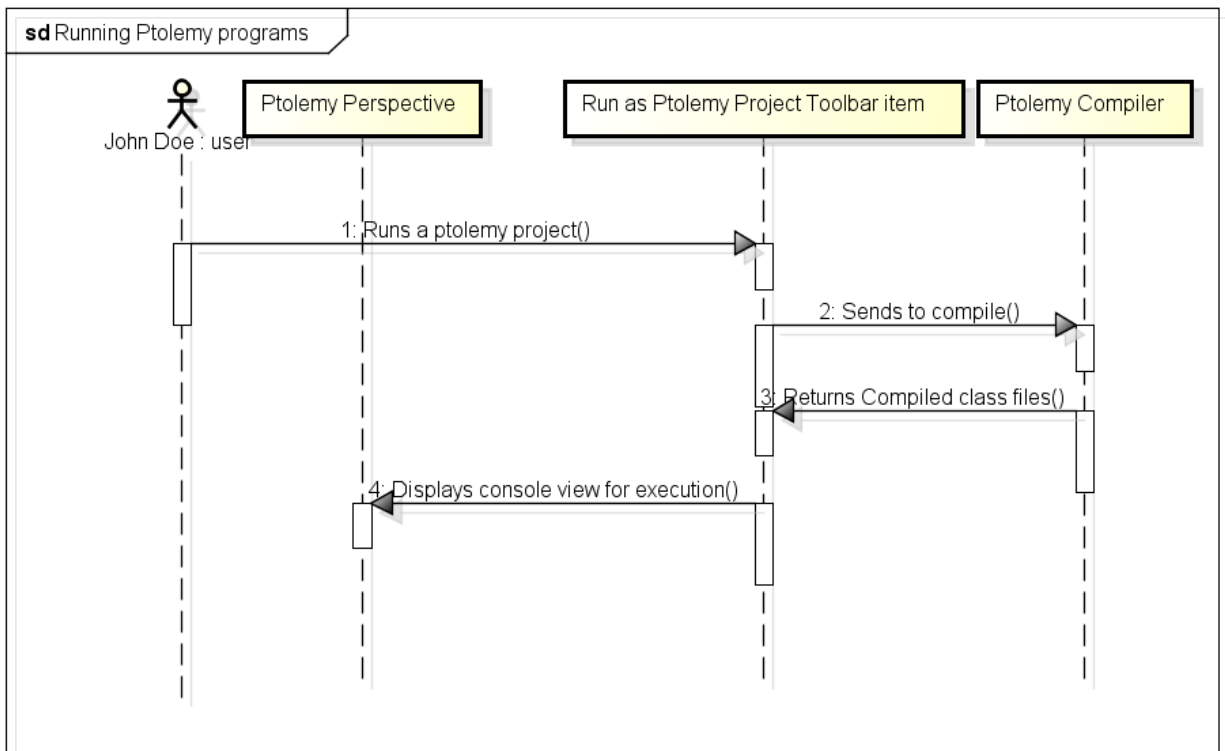 sd Running Ptolemy programs
Ptolemy Perspective
Run as Ptolemy Project Toolbar item
Ptolemy Compiler
John Doe : user
1: Runs a ptolemy project()
2: Sends to compile()
3: Returns Compiled class files()
4: Displays console view for execution()